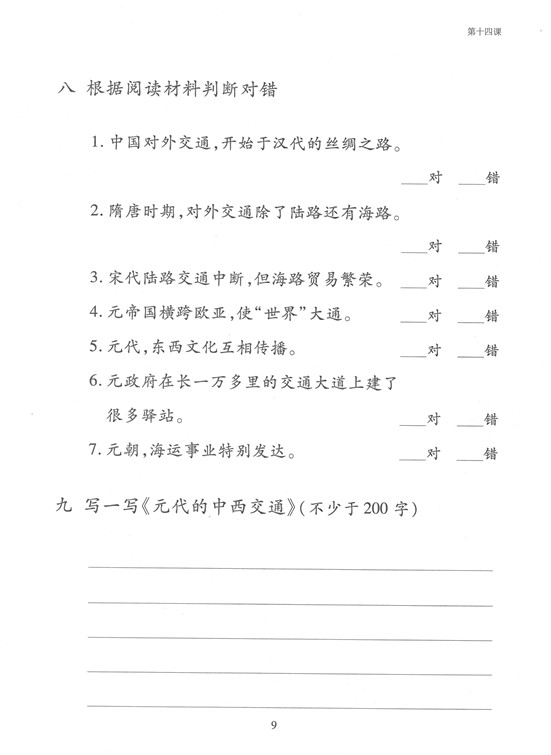 第十四课
八 根据阅读材料判断对错
1. 中国对外交通,开始于汉代的丝绸之路。
___对 ___错
2. 隋唐时期,对外交通除了陆路还有海路。
___对 ___错
3. 宋代陆路交通中断,但海路贸易繁荣。 ___对 ___错
4. 元帝国横跨欧亚,使“世界”大通。 ___对 ___错
5. 元代,东西文化互相传播。 ___对 ___错
6. 元政府在长一万多里的交通大道上建了
很多驿站。 ___对 ___错
7. 元朝,海运事业特别发达。 ___对 ___错
九 写一写《元代的中西交通》(不少于 200 字)
9